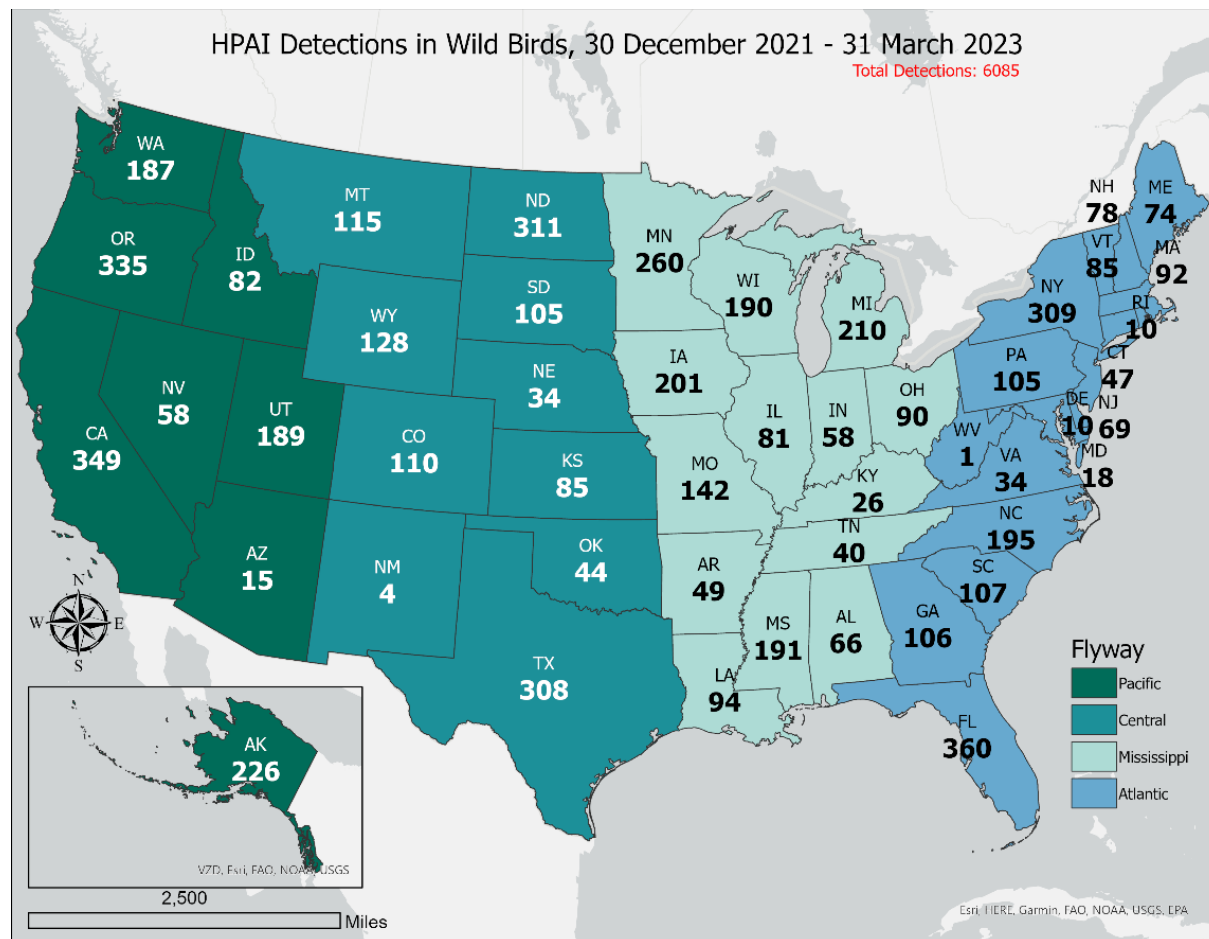 HPAI Detections in Wild Birds, 30 December 2021 - 31 March 2023
Total Detections: 6085
WA
187
OR
335
ID
82
MT
115
ND
311
MN
260
WI
190
MI
210
NH
78
ME
74
VT
85
MA
92
NY
309
RI
10
CT
47
PA
105
NJ
69
DE
10
MD
18
SD
105
WY
128
NE
34
IA
201
IL
81
IN
58
OH
90
WV
1
VA
34
NV
58
UT
189
CA
349
CO
110
KS
85
MO
142
KY
26
TN
40
NC
195
SC
107
AZ
15
NM
4
OK
44
AR
49
MS
191
AL
66
GA
106
TX
308
LA
94
FL
360
N
W
E
S
Flyway
Pacific
Central
Mississippi
Atlantic
AK
226
VZD, Esri, FAO, NOAA, USGS
2,500
Miles
Esri, HERE, Garmin, FAO, NOAA, USGS, EPA